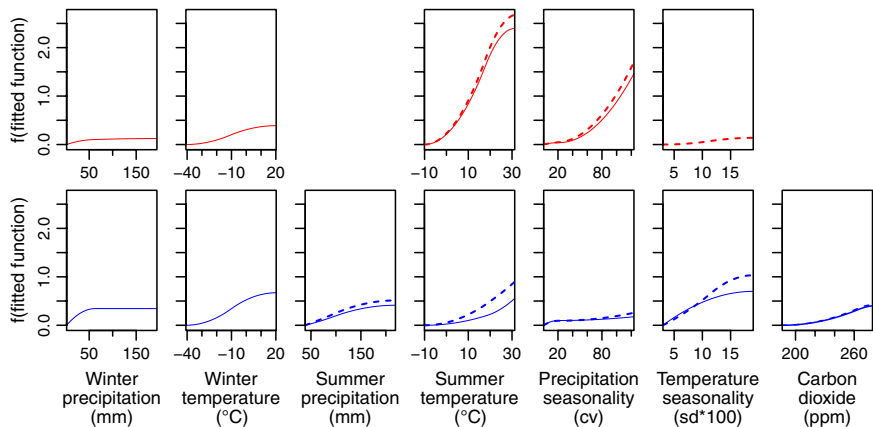 f(fitted function)
0.0 1.0 2.0
50 150
−40 −10 20
−10 10 30
20 80
5 10 15
f(fitted function)
0.0 1.0 2.0
50 150
−40 −10 20
50 150
−10 10 30
20 80
5 10 15
200 260
Winter
precipitation
(mm)
Winter
temperature
(°C)
Summer
precipitation
(mm)
Summer
temperature
(°C)
Precipitation
seasonality
(cv)
Temperature
seasonality
(sd*100)
Carbon
dioxide
(ppm)